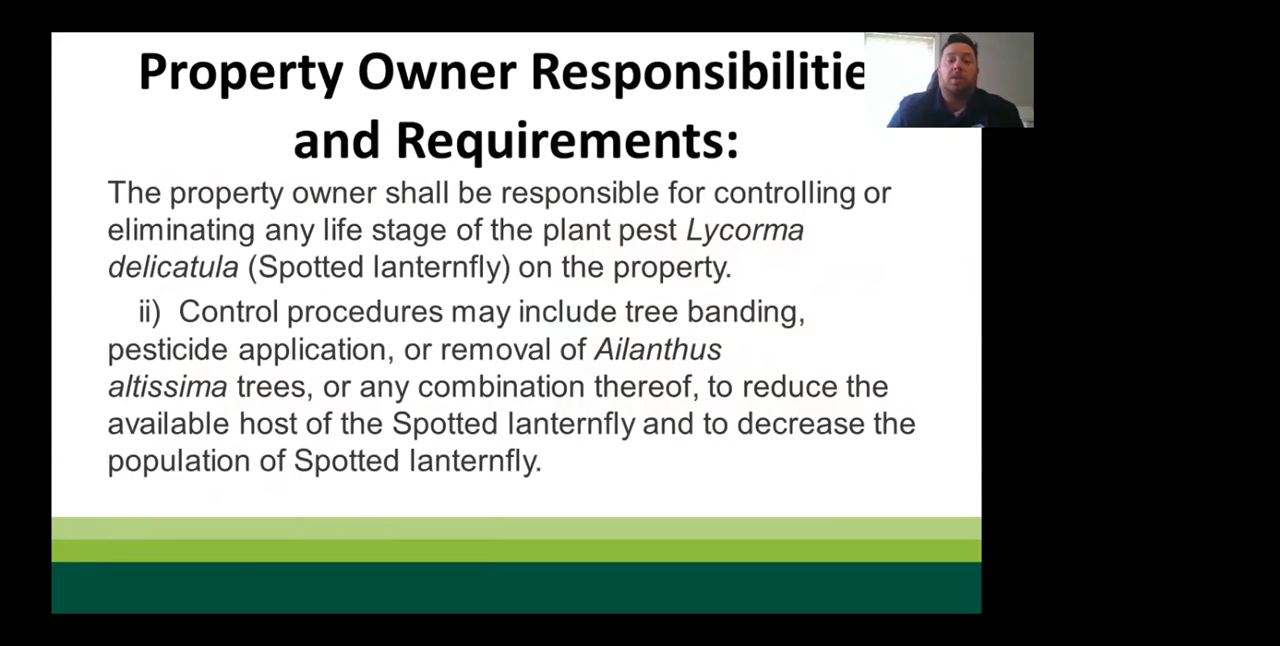 Property Owner Responsibilitie
and Requirements:
The property owner shall be responsible for controlling or
eliminating any life stage of the plant pest Lycorma
delicatula (Spotted lanternfly) on the property.
ii) Control procedures may include tree banding,
pesticide application, or removal of Ailanthus
altissima trees, or any combination thereof, to reduce the
available host of the Spotted lanternfly and to decrease the
population of Spotted lanternfly.